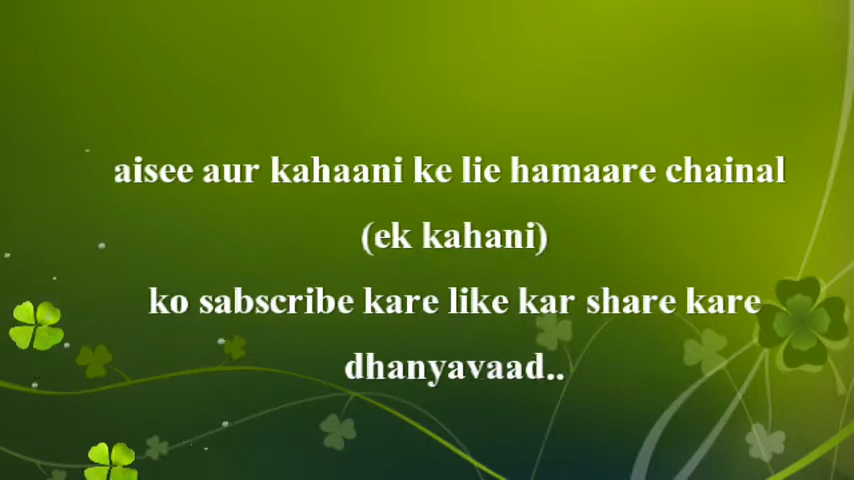 aisee aur kahaani ke lie hamaare chainal
(ek kahani)
ko sabscribe kare like kar share kare
dhanyavaad..